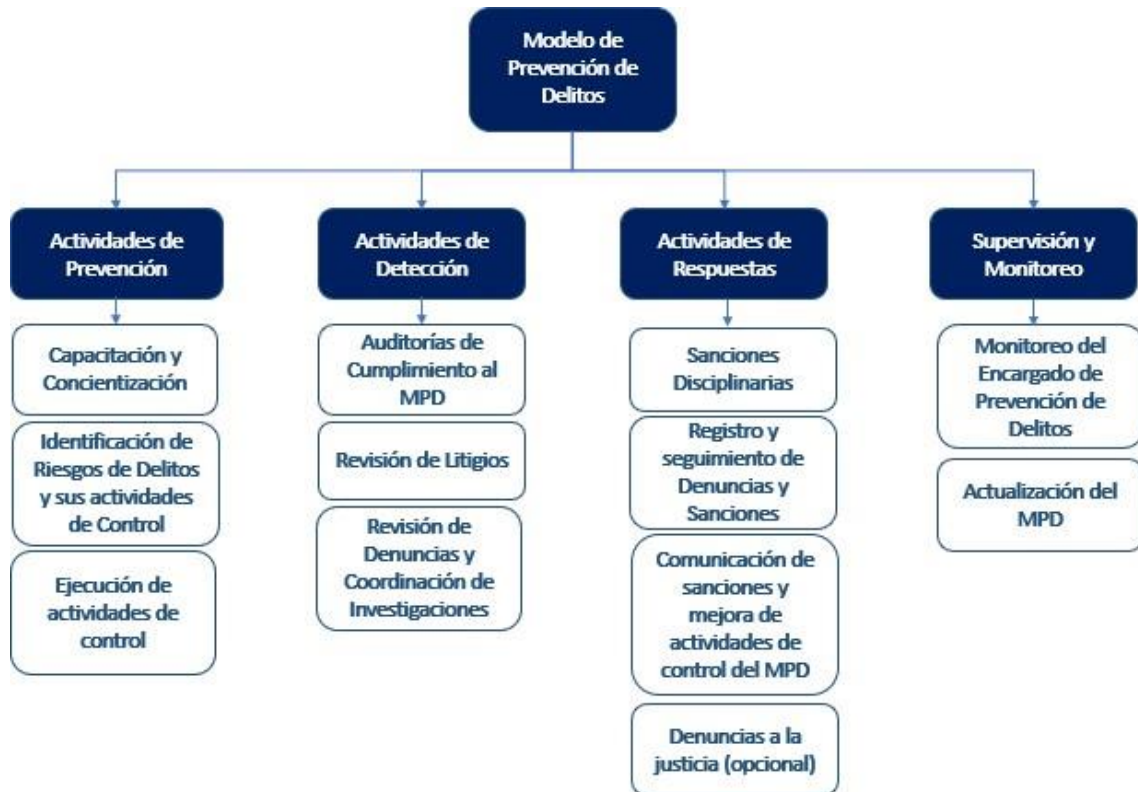 Modelo de
Prevención de
Delitos
Actividades de
Prevención
Capacitación y
Concientización
Identificación de
Riesgos de Delitos
y sus actividades
de Control
Ejecución de
actividades de
control
Actividades de
Detección
Auditorías de
Cumplimiento al
MPD
Revisión de Litigios
Revisión de
Denuncias y
Coordinación de
Investigaciones
Actividades de
Respuestas
Sanciones
Disciplinarias
Registro y
seguimiento de
Denuncias y
Sanciones
Comunicación de
sanciones y
mejora de
actividades de
control del MPD
Denuncias a la
justicia (opcional)
Supervisión y
Monitoreo
Monitoreo del
Encargado de
Prevención de
Delitos
Actualización del
MPD